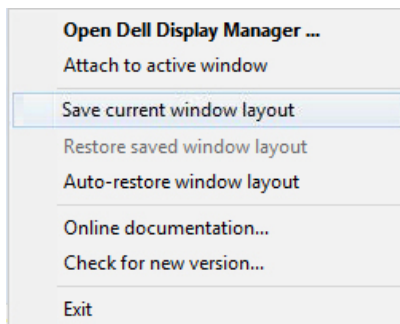 Open Dell Display Manager ...
Attach to active window
Save current window layout
Restore saved window layout
Auto-restore window layout
Online documentation...
Check for new version...
Exit